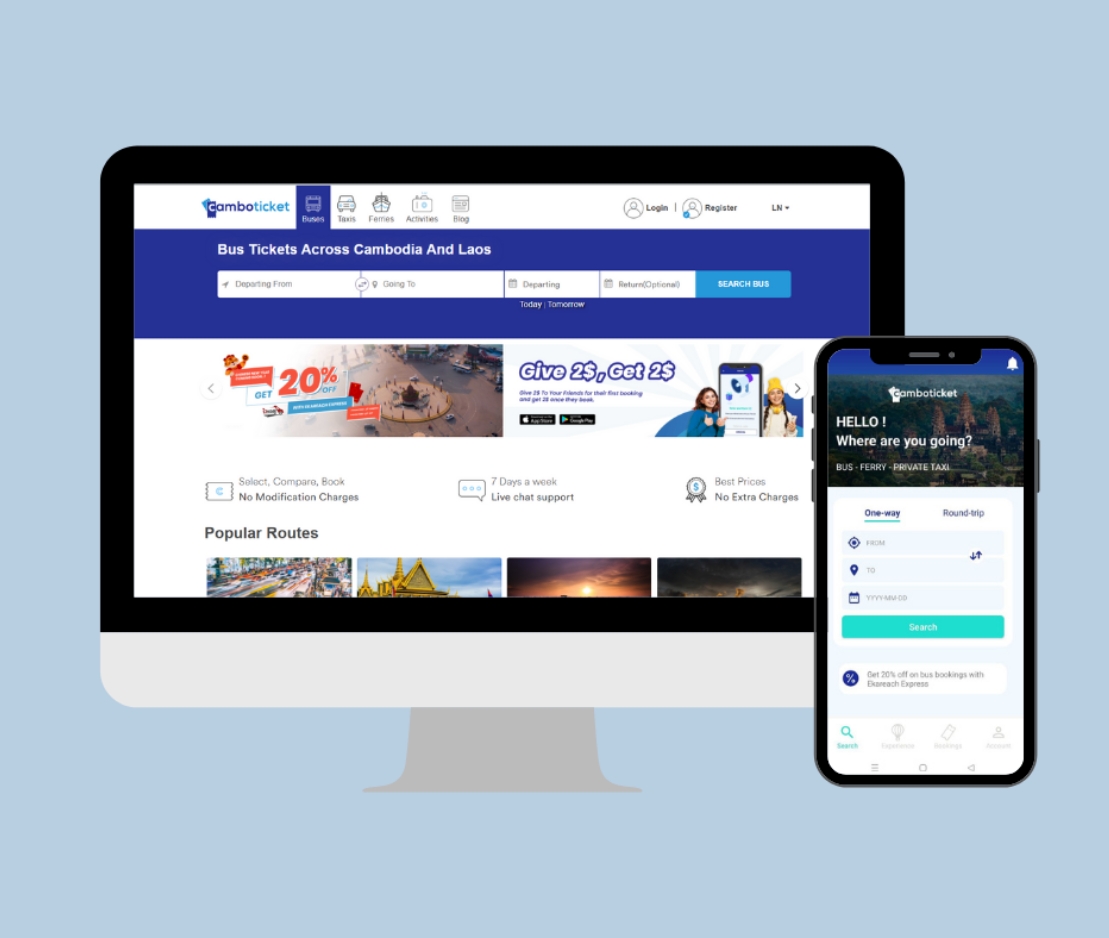 camboticket
Buses
Taxis
Ferries
Activities
Blog
Login
|
Register
LN
Bus Tickets Across Cambodia And Laos
Departing From
Going To
Departing
Return(Optional)
SEARCH BUS
Today | Tomorrow
GET 20% OFF
Give 2$, Get 2$
Give 2$ To Your Friends for their first booking
and get 2$ once they book.
App Store
Google Play
Select, Compare, Book
No Modification Charges
7 Days a week
Live chat support
Best Prices
No Extra Charges
Popular Routes
camboticket
HELLO !
Where are you going?
BUS - FERRY - PRIVATE TAXI
One-way
Round-trip
FROM
TO
YYYY-MM-DD
Search
Get 20% off on bus bookings with
Ekareach Express
Search
Experience
Bookings
Account